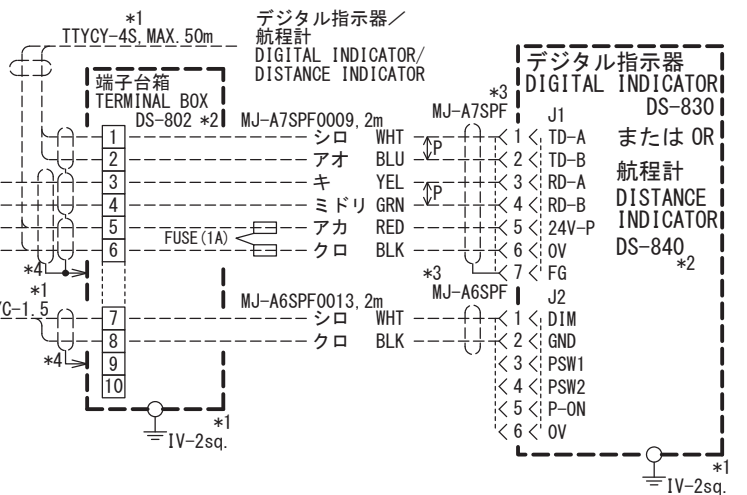 *1
TTYCY-4S, MAX. 50m
デジタル指示器／
航程計
DIGITAL INDICATOR/
DISTANCE INDICATOR
端子台箱
TERMINAL BOX
DS-802 *2
デジタル指示器
DIGITAL INDICATOR
DS-830
または OR
航程計
DISTANCE
INDICATOR
DS-840
*2
MJ-A7SPF0009, 2m
*3
MJ-A7SPF
J1
1 シロ WHT 1 TD-A
P
2 アオ BLU 2 TD-B
3 キ YEL 3 RD-A
P
4 ミドリ GRN 4 RD-B
5 FUSE(1A) アカ RED 5 24V-P
6 クロ BLK 6 0V
7 FG
*4
*1
MJ-A6SPF0013, 2m
*3
MJ-A6SPF
J2
C-1.5
7 シロ WHT 1 DIM
8 クロ BLK 2 GND
*4
9 3 PSW1
10 4 PSW2
5 P-ON
6 0V
*1
IV-2sq.
*1
IV-2sq.